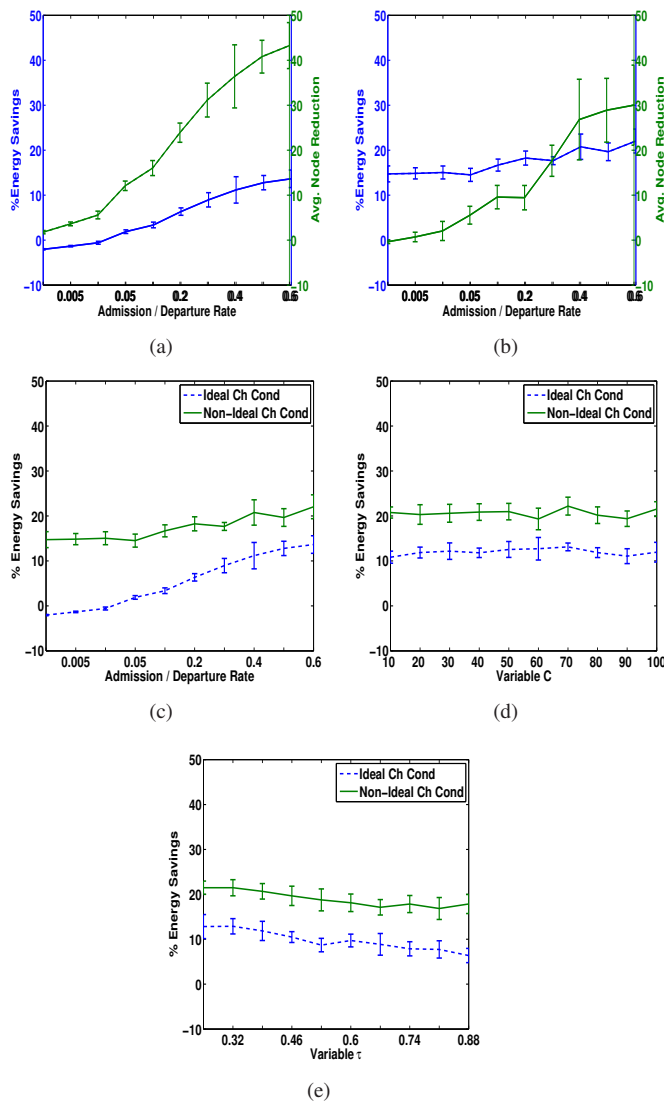 50
40
30
20
10
0
−10
%Energy Savings
50
40
30
20
10
0
−10
Avg. Node Reduction
0.005 0.05 0.2 0.4 0.6
Admission / Departure Rate
(a)
50
40
30
20
10
0
−10
%Energy Savings
50
40
30
20
10
0
−10
Avg. Node Reduction
0.005 0.05 0.2 0.4 0.6
Admission / Departure Rate
(b)
Ideal Ch Cond
Non−Ideal Ch Cond
50
40
30
20
10
0
−10
% Energy Savings
0.005 0.05 0.2 0.4 0.6
Admission / Departure Rate
(c)
Ideal Ch Cond
Non−Ideal Ch Cond
50
40
30
20
10
0
−10
% Energy Savings
10 20 30 40 50 60 70 80 90 100
Variable C
(d)
Ideal Ch Cond
Non−Ideal Ch Cond
50
40
30
20
10
0
−10
% Energy Savings
0.32 0.46 0.6 0.74 0.88
Variable τ
(e)